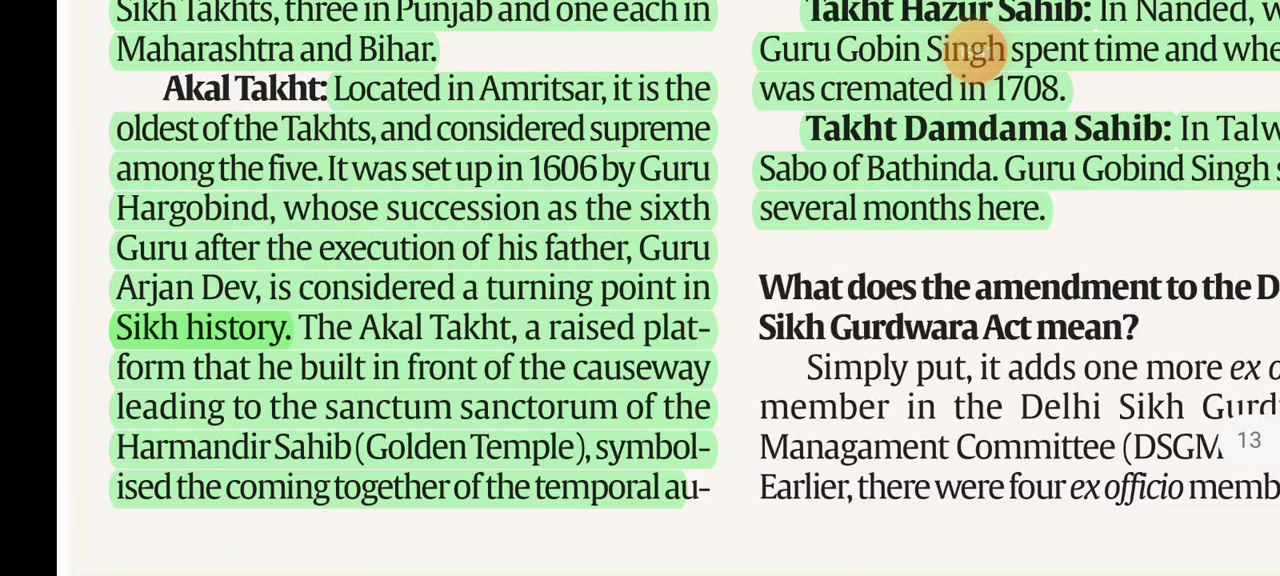 Sikh Takhts, three in Punjab and one each in
Maharashtra and Bihar.
Akal Takht: Located in Amritsar, it is the
oldest of the Takhts, and considered supreme
among the five. It was set up in 1606 by Guru
Hargobind, whose succession as the sixth
Guru after the execution of his father, Guru
Arjan Dev, is considered a turning point in
Sikh history. The Akal Takht, a raised plat-
form that he built in front of the causeway
leading to the sanctum sanctorum of the
Harmandir Sahib (Golden Temple), symbol-
ised the coming together of the temporal au-
Takht Hazur Sahib: In Nanded, w
Guru Gobin Singh spent time and whe
was cremated in 1708.
Takht Damdama Sahib: In Talw
Sabo of Bathinda. Guru Gobind Singh s
several months here.
What does the amendment to the D
Sikh Gurdwara Act mean?
Simply put, it adds one more ex o
member in the Delhi Sikh Gurd
Managament Committee (DSGM
Earlier, there were four ex officio memb
13